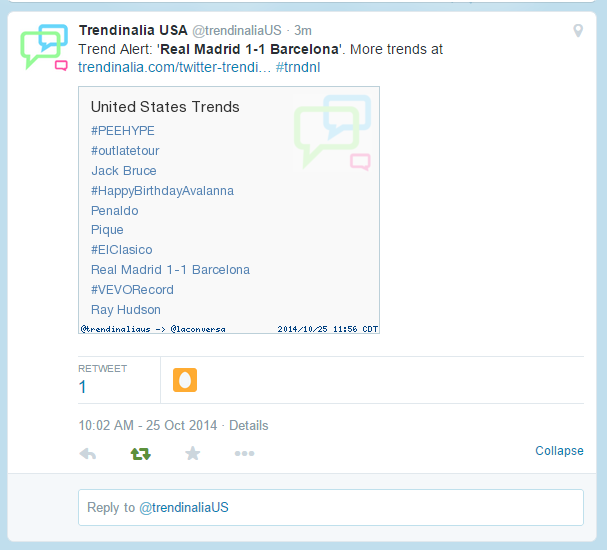 Trendinalia USA @trendinaliaUS · 3m
Trend Alert: 'Real Madrid 1-1 Barcelona'. More trends at
trendinalia.com/twitter-trendi... #trndnl
United States Trends
#PEEHYPE
#outlatetour
Jack Bruce
#HappyBirthdayAvalanna
Penaldo
Pique
#ElClasico
Real Madrid 1-1 Barcelona
#VEVORecord
Ray Hudson
@trendinaliaus -> @laconversa 2014/10/25 11:56 CDT
RETWEET
1
10:02 AM - 25 Oct 2014 · Details
Collapse
Reply to @trendinaliaUS